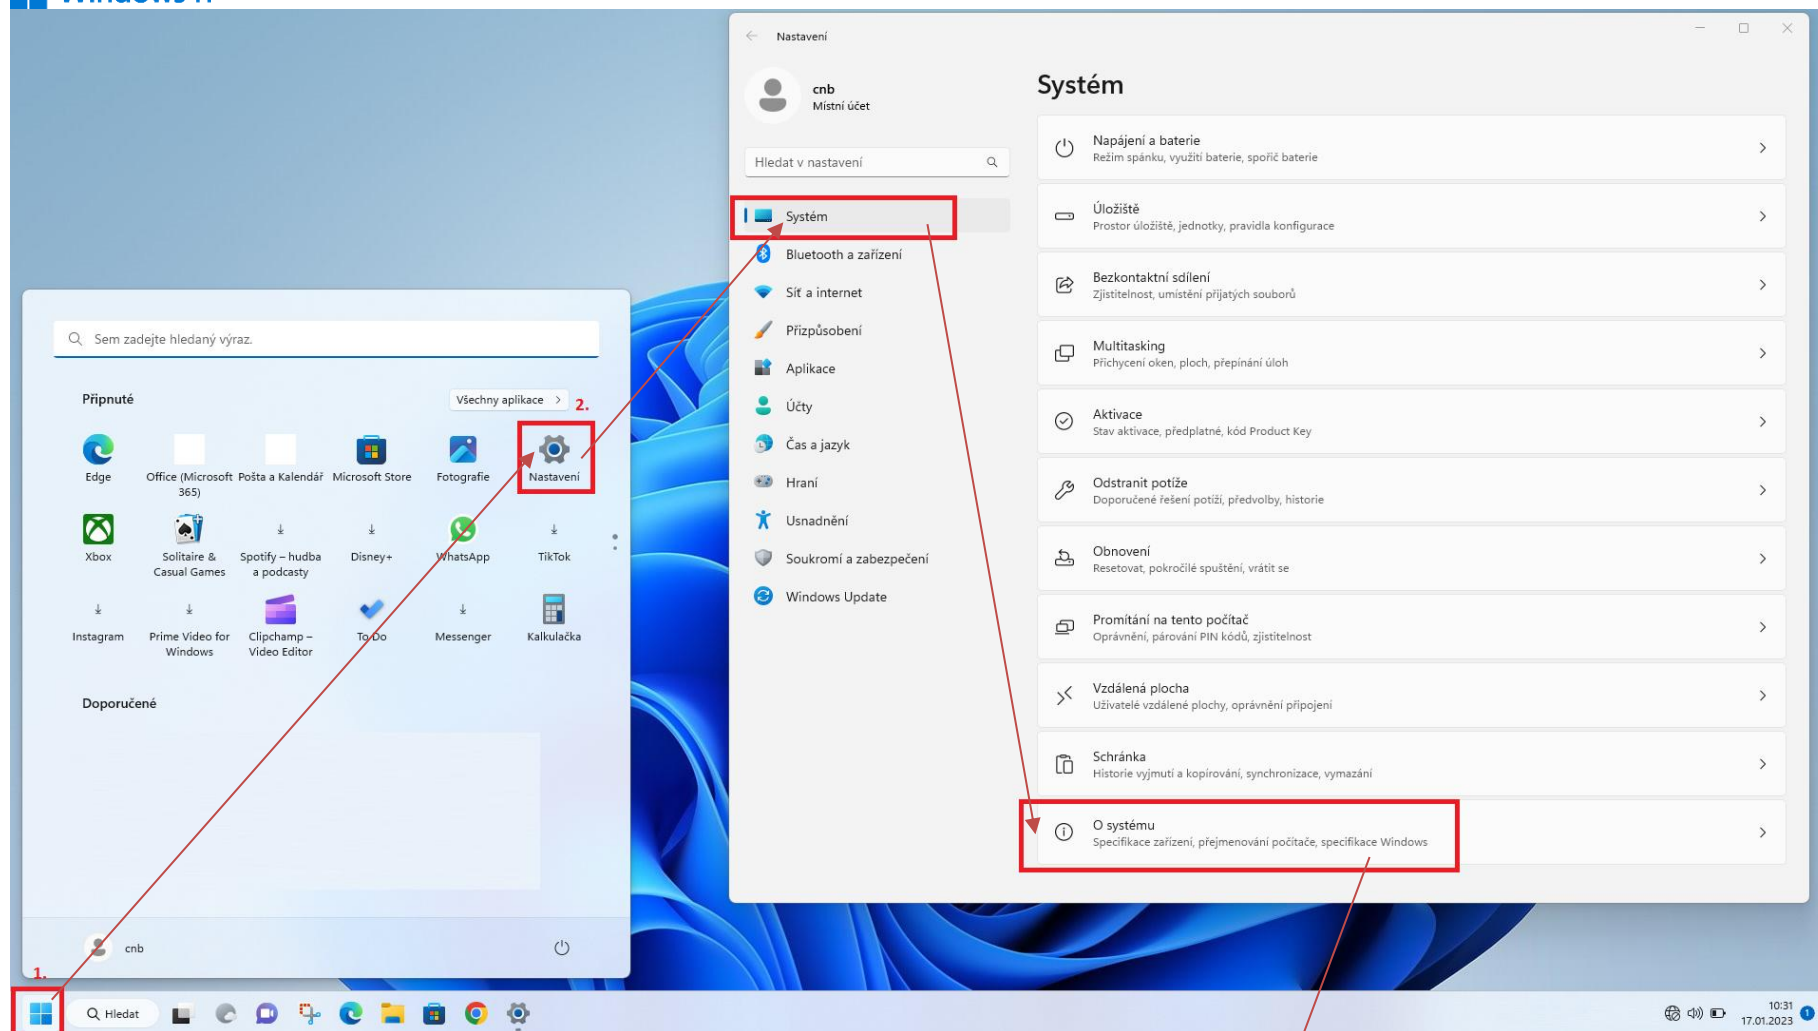 Windows 11
Nastavení
cnb
Místní účet
Hledat v nastavení
Systém
Bluetooth a zařízení
Síť a internet
Přizpůsobení
Aplikace
Účty
Čas a jazyk
Hraní
Usnadnění
Soukromí a zabezpečení
Windows Update
Systém
Napájení a baterie
Režim spánku, využití baterie, spořič baterie
Úložiště
Prostor úložiště, jednotky, pravidla konfigurace
Bezkontaktní sdílení
Zjistitelnost, umístění přijatých souborů
Multitasking
Přichycení oken, ploch, přepínání úloh
Aktivace
Stav aktivace, předplatné, kód Product Key
Odstranit potíže
Doporučené řešení potíží, předvolby, historie
Obnovení
Resetovat, pokročilé spuštění, vrátit se
Promítání na tento počítač
Oprávnění, párování PIN kódů, zjistitelnost
Vzdálená plocha
Uživatelé vzdálené plochy, oprávnění připojení
Schránka
Historie vyjmutí a kopírování, synchronizace, vymazání
O systému
Specifikace zařízení, přejmenování počítače, specifikace Windows
Sem zadejte hledaný výraz.
Připnuté
Všechny aplikace
2.
Edge
Office (Microsoft
365)
Pošta a Kalendář
Microsoft Store
Fotografie
Nastavení
Xbox
Solitaire &
Casual Games
Spotify – hudba
a podcasty
Disney+
WhatsApp
TikTok
Instagram
Prime Video for
Windows
Clipchamp –
Video Editor
To Do
Messenger
Kalkulačka
Doporučené
cnb
1.
Hledat
10:31
17.01.2023
1